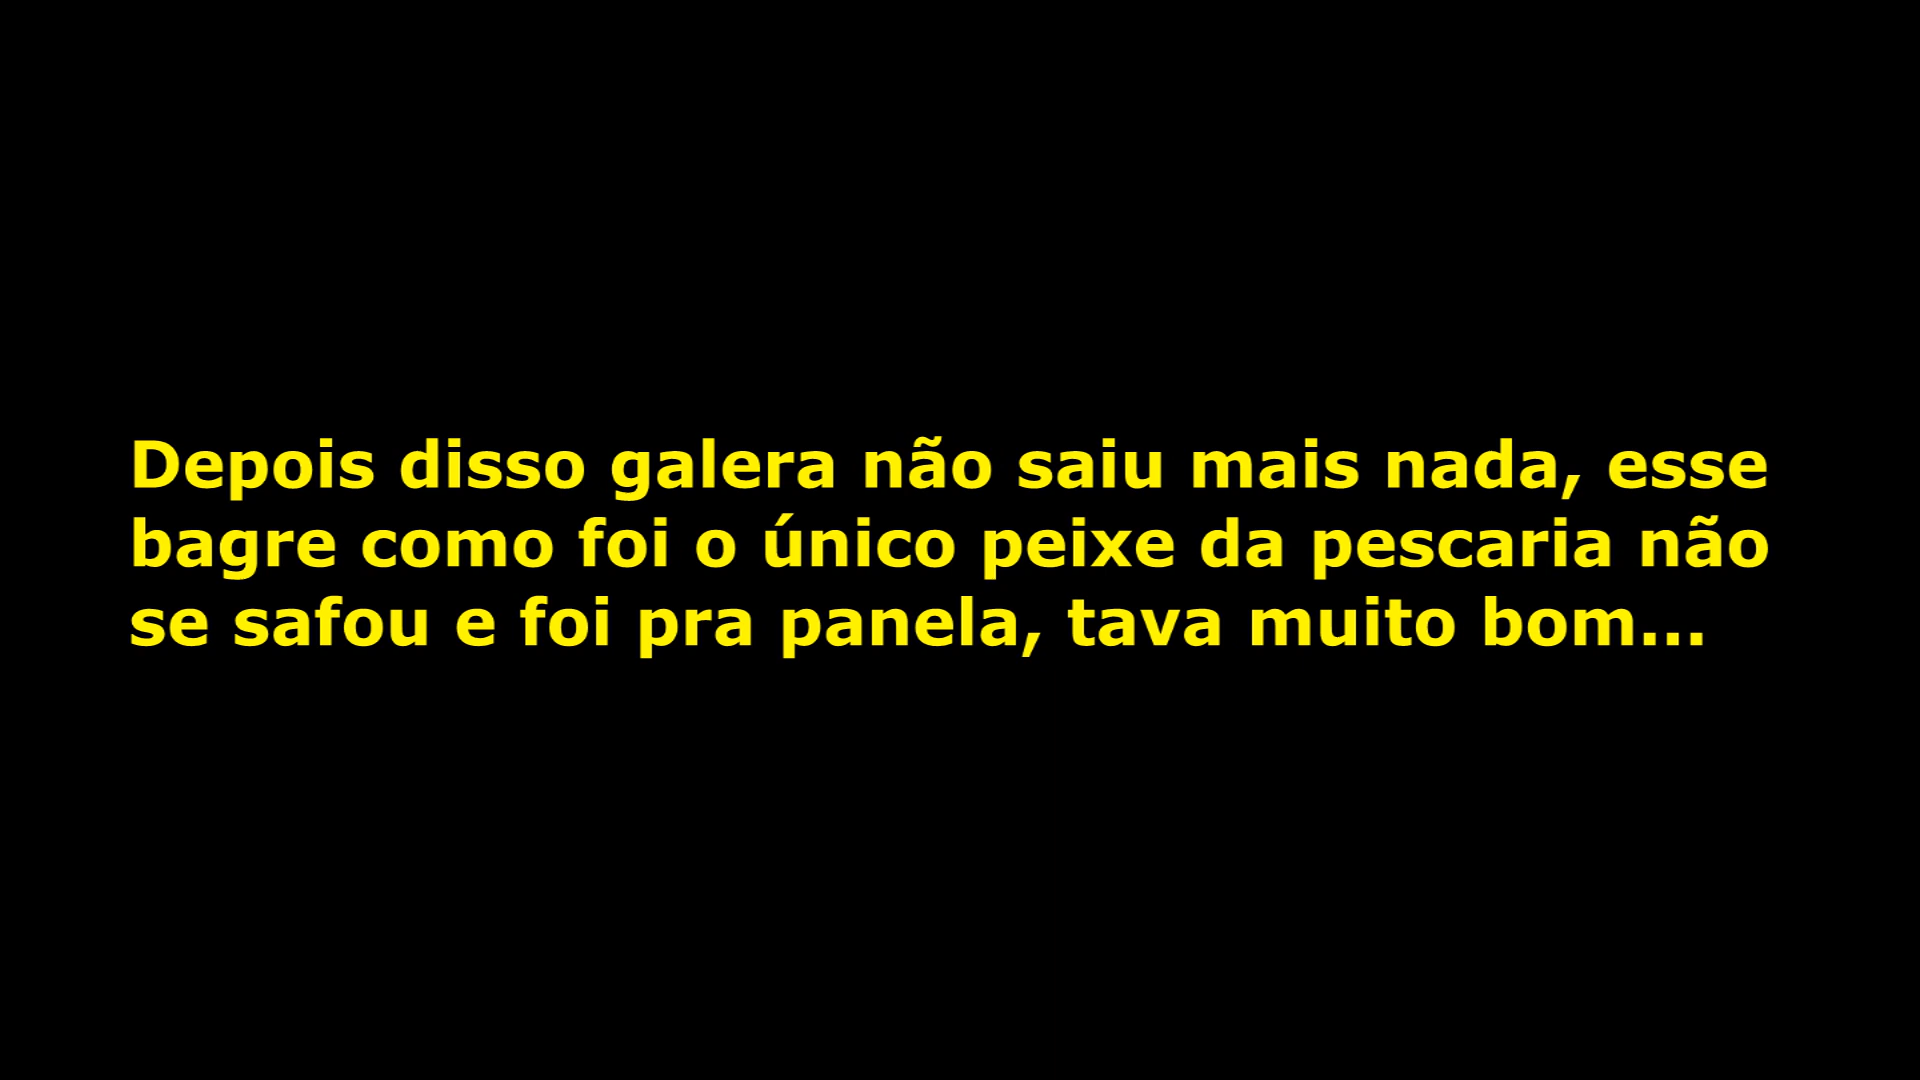 Depois disso galera não saiu mais nada, esse
bagre como foi o único peixe da pescaria não
se safou e foi pra panela, tava muito bom...